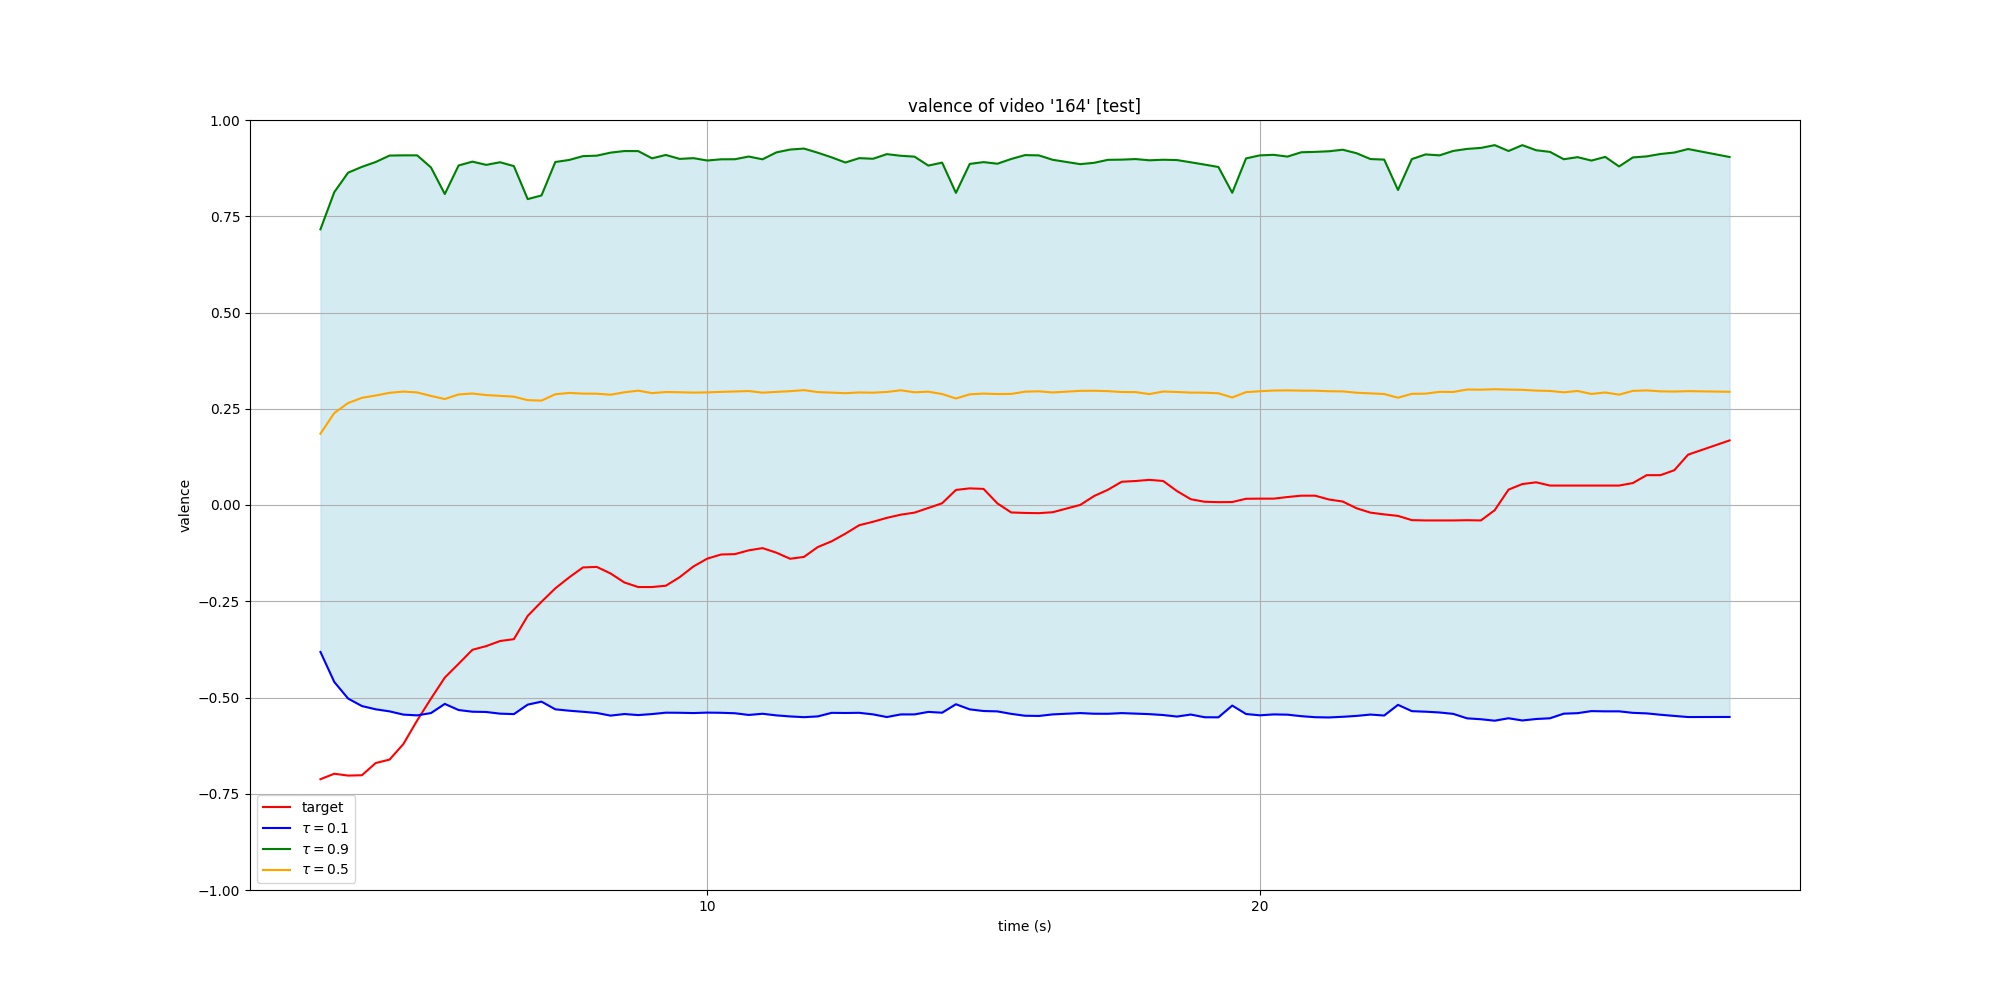 valence of video '164' [test]
1.00
0.75
0.50
0.25
0.00
−0.25
−0.50
−0.75
−1.00
valence
target
τ = 0.1
τ = 0.9
τ = 0.5
10
20
time (s)